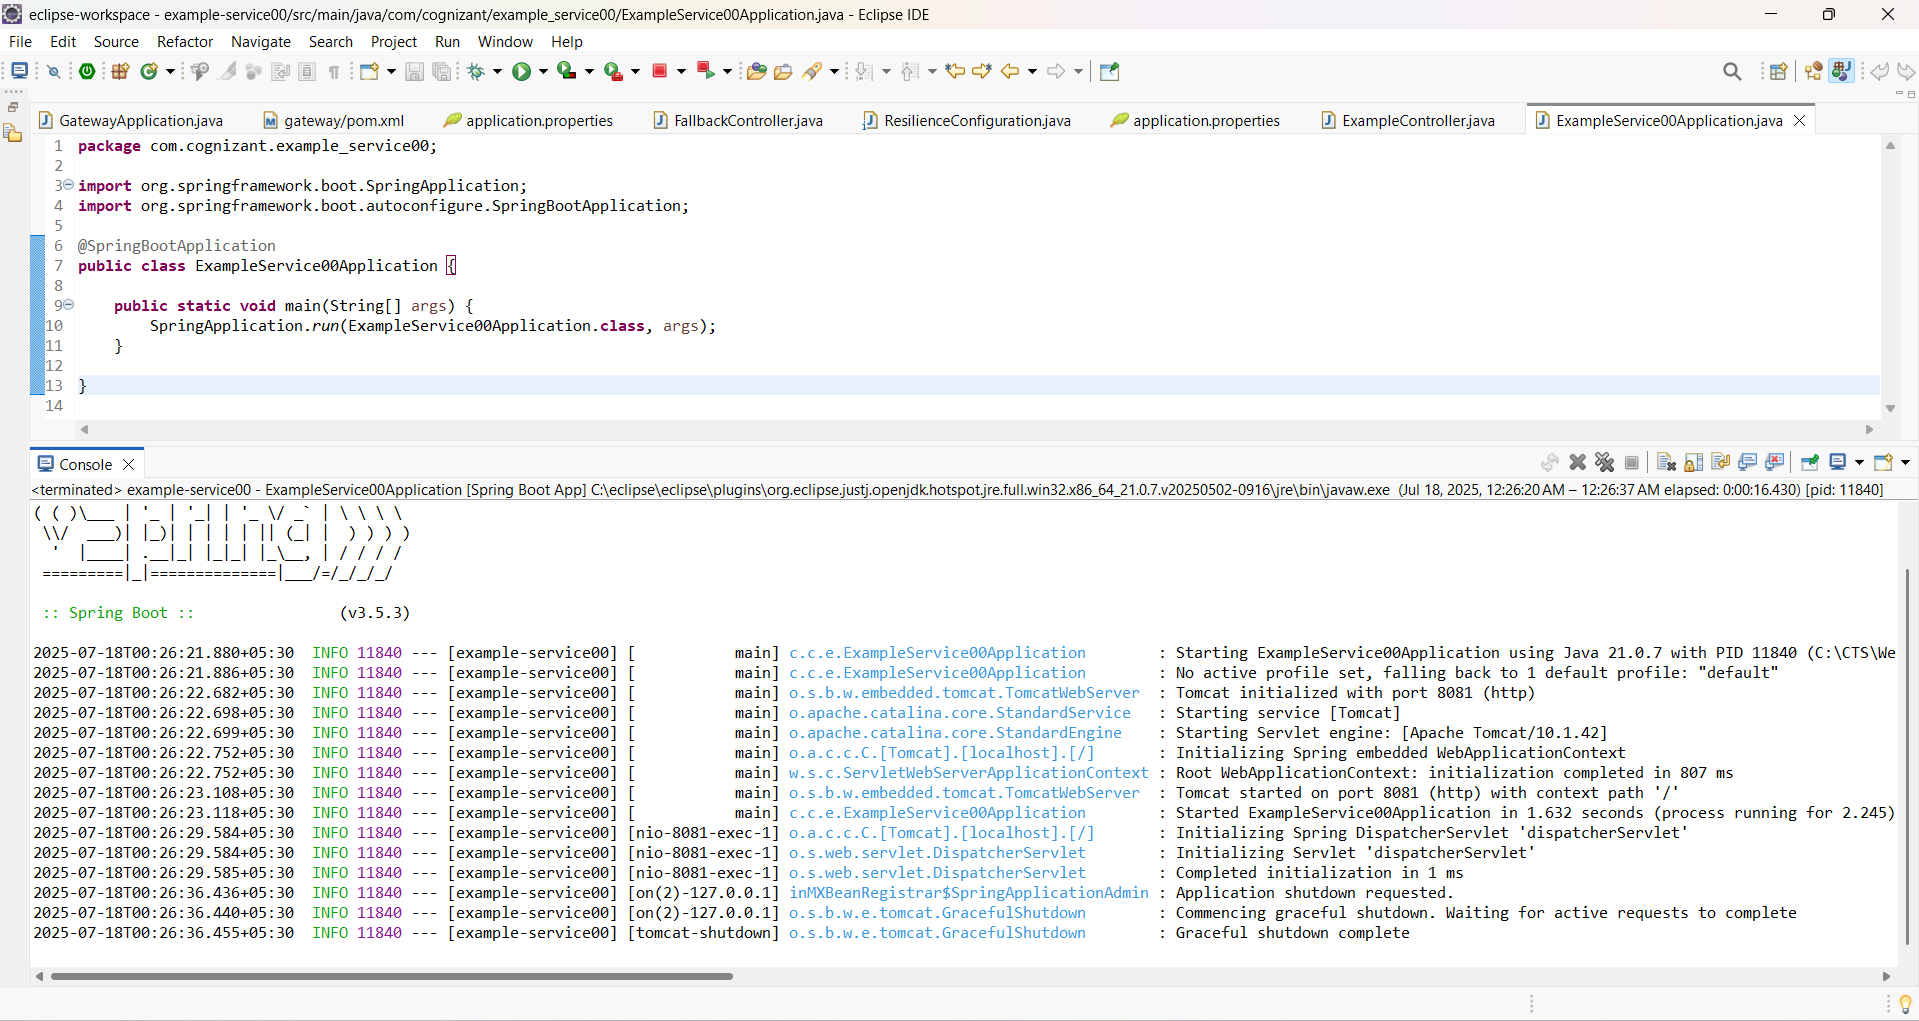 eclipse-workspace - example-service00/src/main/java/com/cognizant/example_service00/ExampleService00Application.java - Eclipse IDE
File Edit Source Refactor Navigate Search Project Run Window Help
GatewayApplication.java gateway/pom.xml application.properties FallbackController.java ResilienceConfiguration.java application.properties ExampleController.java ExampleService00Application.java
1 package com.cognizant.example_service00;
2
3 import org.springframework.boot.SpringApplication;
4 import org.springframework.boot.autoconfigure.SpringBootApplication;
5
6 @SpringBootApplication
7 public class ExampleService00Application {
8
9 public static void main(String[] args) {
10 SpringApplication.run(ExampleService00Application.class, args);
11 }
12
13 }
14
Console
<terminated> example-service00 - ExampleService00Application [Spring Boot App] C:\eclipse\eclipse\plugins\org.eclipse.justj.openjdk.hotspot.jre.full.win32.x86_64_21.0.7.v20250502-0916\jre\bin\javaw.exe (Jul 18, 2025, 12:26:20 AM – 12:26:37 AM elapsed: 0:00:16.430) [pid: 11840]
( ( )\___ | '_ | '_| | '_ \/ _` | \ \ \ \
 \\/  ___)| |_)| | | | | || (_| |  ) ) ) )
  '  |____| .__|_| |_|_| |_\__, | / / / /
 =========|_|==============|___/=/_/_/_/
:: Spring Boot :: (v3.5.3)
2025-07-18T00:26:21.880+05:30 INFO 11840 --- [example-service00] [ main] c.c.e.ExampleService00Application : Starting ExampleService00Application using Java 21.0.7 with PID 11840 (C:\CTS\We
2025-07-18T00:26:21.886+05:30 INFO 11840 --- [example-service00] [ main] c.c.e.ExampleService00Application : No active profile set, falling back to 1 default profile: "default"
2025-07-18T00:26:22.682+05:30 INFO 11840 --- [example-service00] [ main] o.s.b.w.embedded.tomcat.TomcatWebServer : Tomcat initialized with port 8081 (http)
2025-07-18T00:26:22.698+05:30 INFO 11840 --- [example-service00] [ main] o.apache.catalina.core.StandardService : Starting service [Tomcat]
2025-07-18T00:26:22.699+05:30 INFO 11840 --- [example-service00] [ main] o.apache.catalina.core.StandardEngine : Starting Servlet engine: [Apache Tomcat/10.1.42]
2025-07-18T00:26:22.752+05:30 INFO 11840 --- [example-service00] [ main] o.a.c.c.C.[Tomcat].[localhost].[/] : Initializing Spring embedded WebApplicationContext
2025-07-18T00:26:22.752+05:30 INFO 11840 --- [example-service00] [ main] w.s.c.ServletWebServerApplicationContext : Root WebApplicationContext: initialization completed in 807 ms
2025-07-18T00:26:23.108+05:30 INFO 11840 --- [example-service00] [ main] o.s.b.w.embedded.tomcat.TomcatWebServer : Tomcat started on port 8081 (http) with context path '/'
2025-07-18T00:26:23.118+05:30 INFO 11840 --- [example-service00] [ main] c.c.e.ExampleService00Application : Started ExampleService00Application in 1.632 seconds (process running for 2.245)
2025-07-18T00:26:29.584+05:30 INFO 11840 --- [example-service00] [nio-8081-exec-1] o.a.c.c.C.[Tomcat].[localhost].[/] : Initializing Spring DispatcherServlet 'dispatcherServlet'
2025-07-18T00:26:29.584+05:30 INFO 11840 --- [example-service00] [nio-8081-exec-1] o.s.web.servlet.DispatcherServlet : Initializing Servlet 'dispatcherServlet'
2025-07-18T00:26:29.585+05:30 INFO 11840 --- [example-service00] [nio-8081-exec-1] o.s.web.servlet.DispatcherServlet : Completed initialization in 1 ms
2025-07-18T00:26:36.436+05:30 INFO 11840 --- [example-service00] [on(2)-127.0.0.1] inMXBeanRegistrar$SpringApplicationAdmin : Application shutdown requested.
2025-07-18T00:26:36.440+05:30 INFO 11840 --- [example-service00] [on(2)-127.0.0.1] o.s.b.w.e.tomcat.GracefulShutdown : Commencing graceful shutdown. Waiting for active requests to complete
2025-07-18T00:26:36.455+05:30 INFO 11840 --- [example-service00] [tomcat-shutdown] o.s.b.w.e.tomcat.GracefulShutdown : Graceful shutdown complete